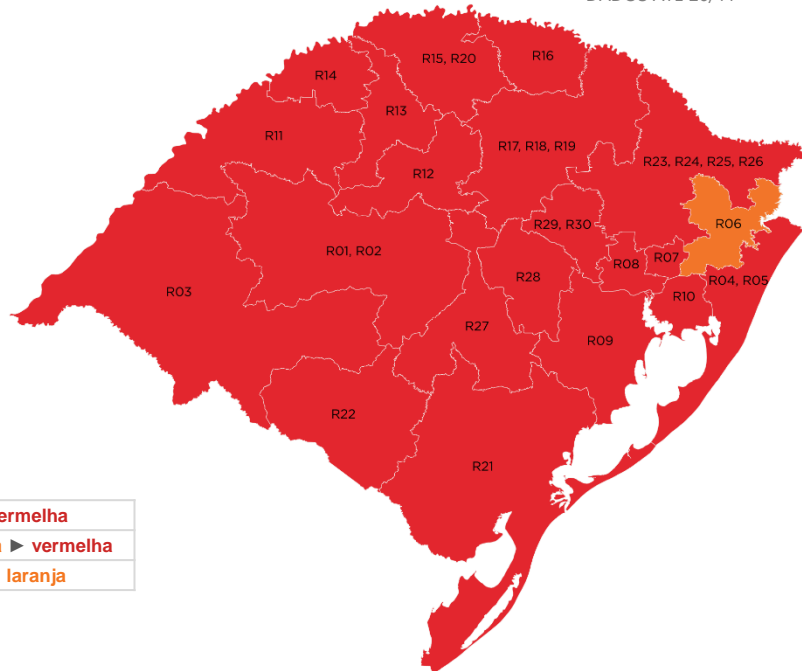 R16
R15, R20
R14
R13
R11
R17, R18, R19
R23, R24, R25, R26
R12
R29, R30
R06
R01, R02
R07
R08
R28
R04, R05
R03
R10
R27
R09
R22
R21
vermelha
► vermelha
laranja